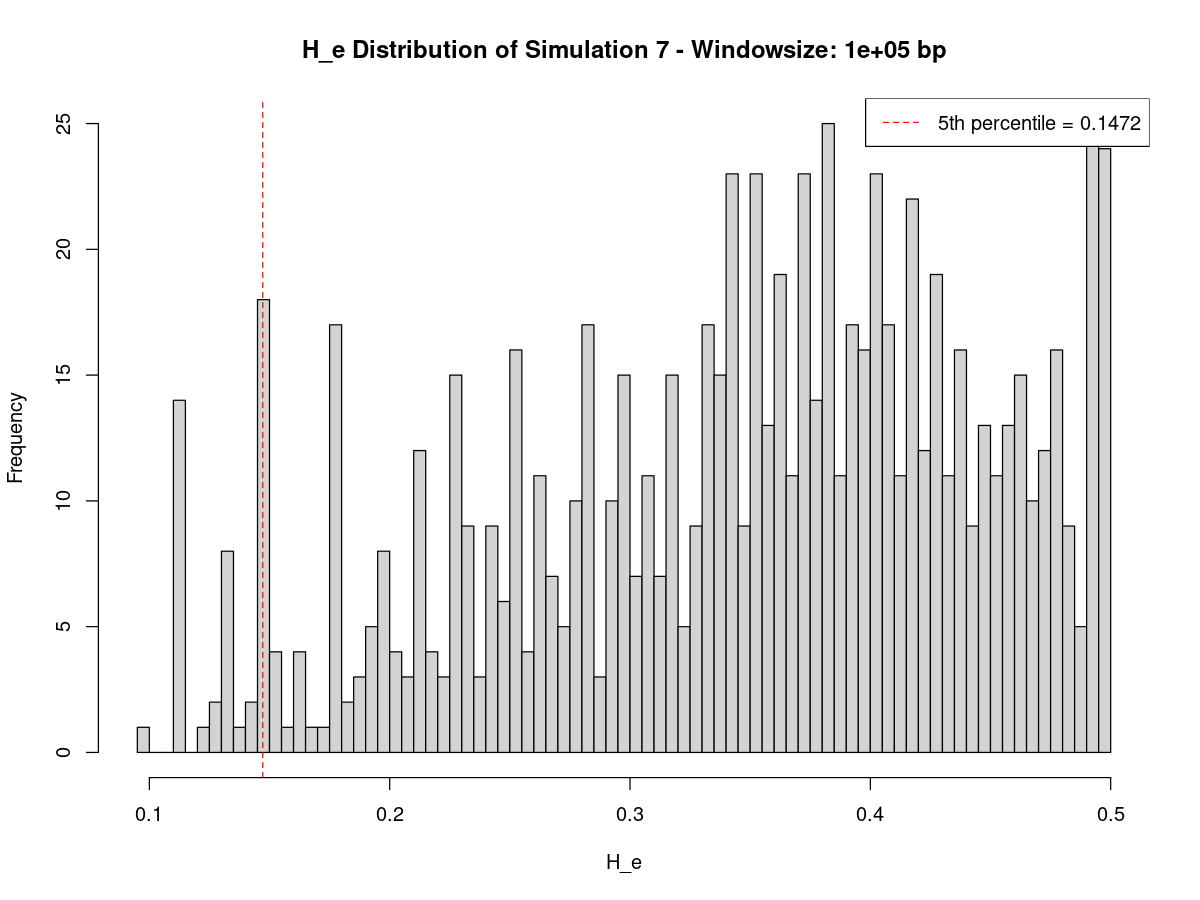 H_e Distribution of Simulation 7 - Windowsize: 1e+05 bp
5th percentile = 0.1472
Frequency
25
20
15
10
5
0
0.1 0.2 0.3 0.4 0.5
H_e